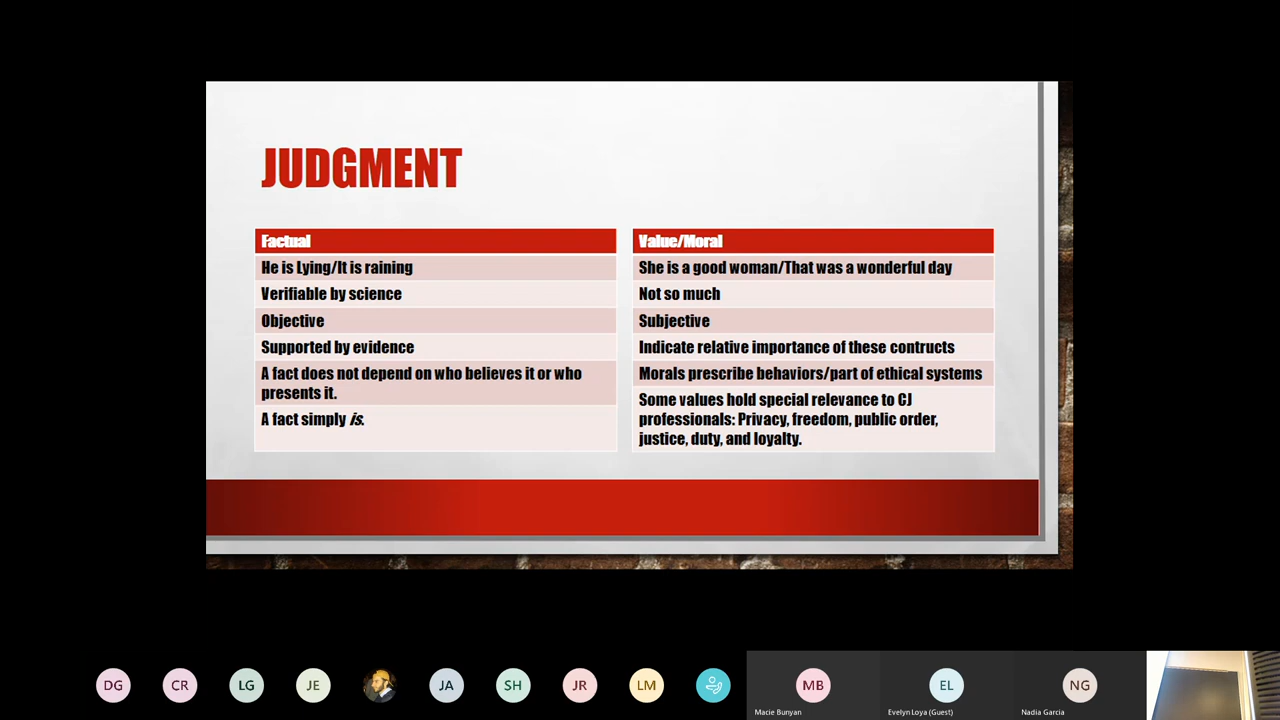 JUDGMENT
Factual
He is Lying/It is raining
Verifiable by science
Objective
Supported by evidence
A fact does not depend on who believes it or who
presents it.
A fact simply is.
Value/Moral
She is a good woman/That was a wonderful day
Not so much
Subjective
Indicate relative importance of these contructs
Morals prescribe behaviors/part of ethical systems
Some values hold special relevance to CJ
professionals: Privacy, freedom, public order,
justice, duty, and loyalty.
DG
CR
LG
JE
JA
SH
JR
LM
MB
Macie Bunyan
EL
Evelyn Loya (Guest)
NG
Nadia Garcia